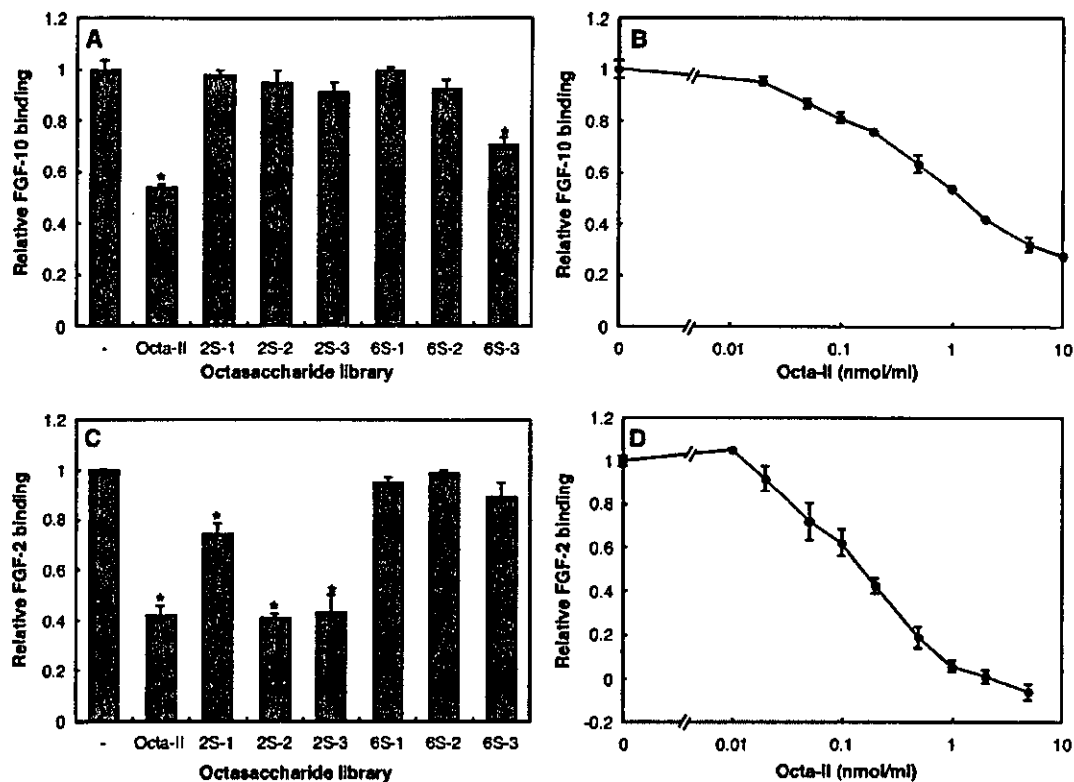 A
Relative FGF-10 binding
1.2
1
0.8
0.6
0.4
0.2
0
*
*
- Octa-II 2S-1 2S-2 2S-3 6S-1 6S-2 6S-3
Octasaccharide library
B
Relative FGF-10 binding
1.2
1
0.8
0.6
0.4
0.2
0
0 0.01 0.1 1 10
Octa-II (nmol/ml)
C
Relative FGF-2 binding
1.2
1
0.8
0.6
0.4
0.2
0
*
*
*
*
- Octa-II 2S-1 2S-2 2S-3 6S-1 6S-2 6S-3
Octasaccharide library
D
Relative FGF-2 binding
1.2
1
0.8
0.6
0.4
0.2
0
-0.2
0 0.01 0.1 1 10
Octa-II (nmol/ml)